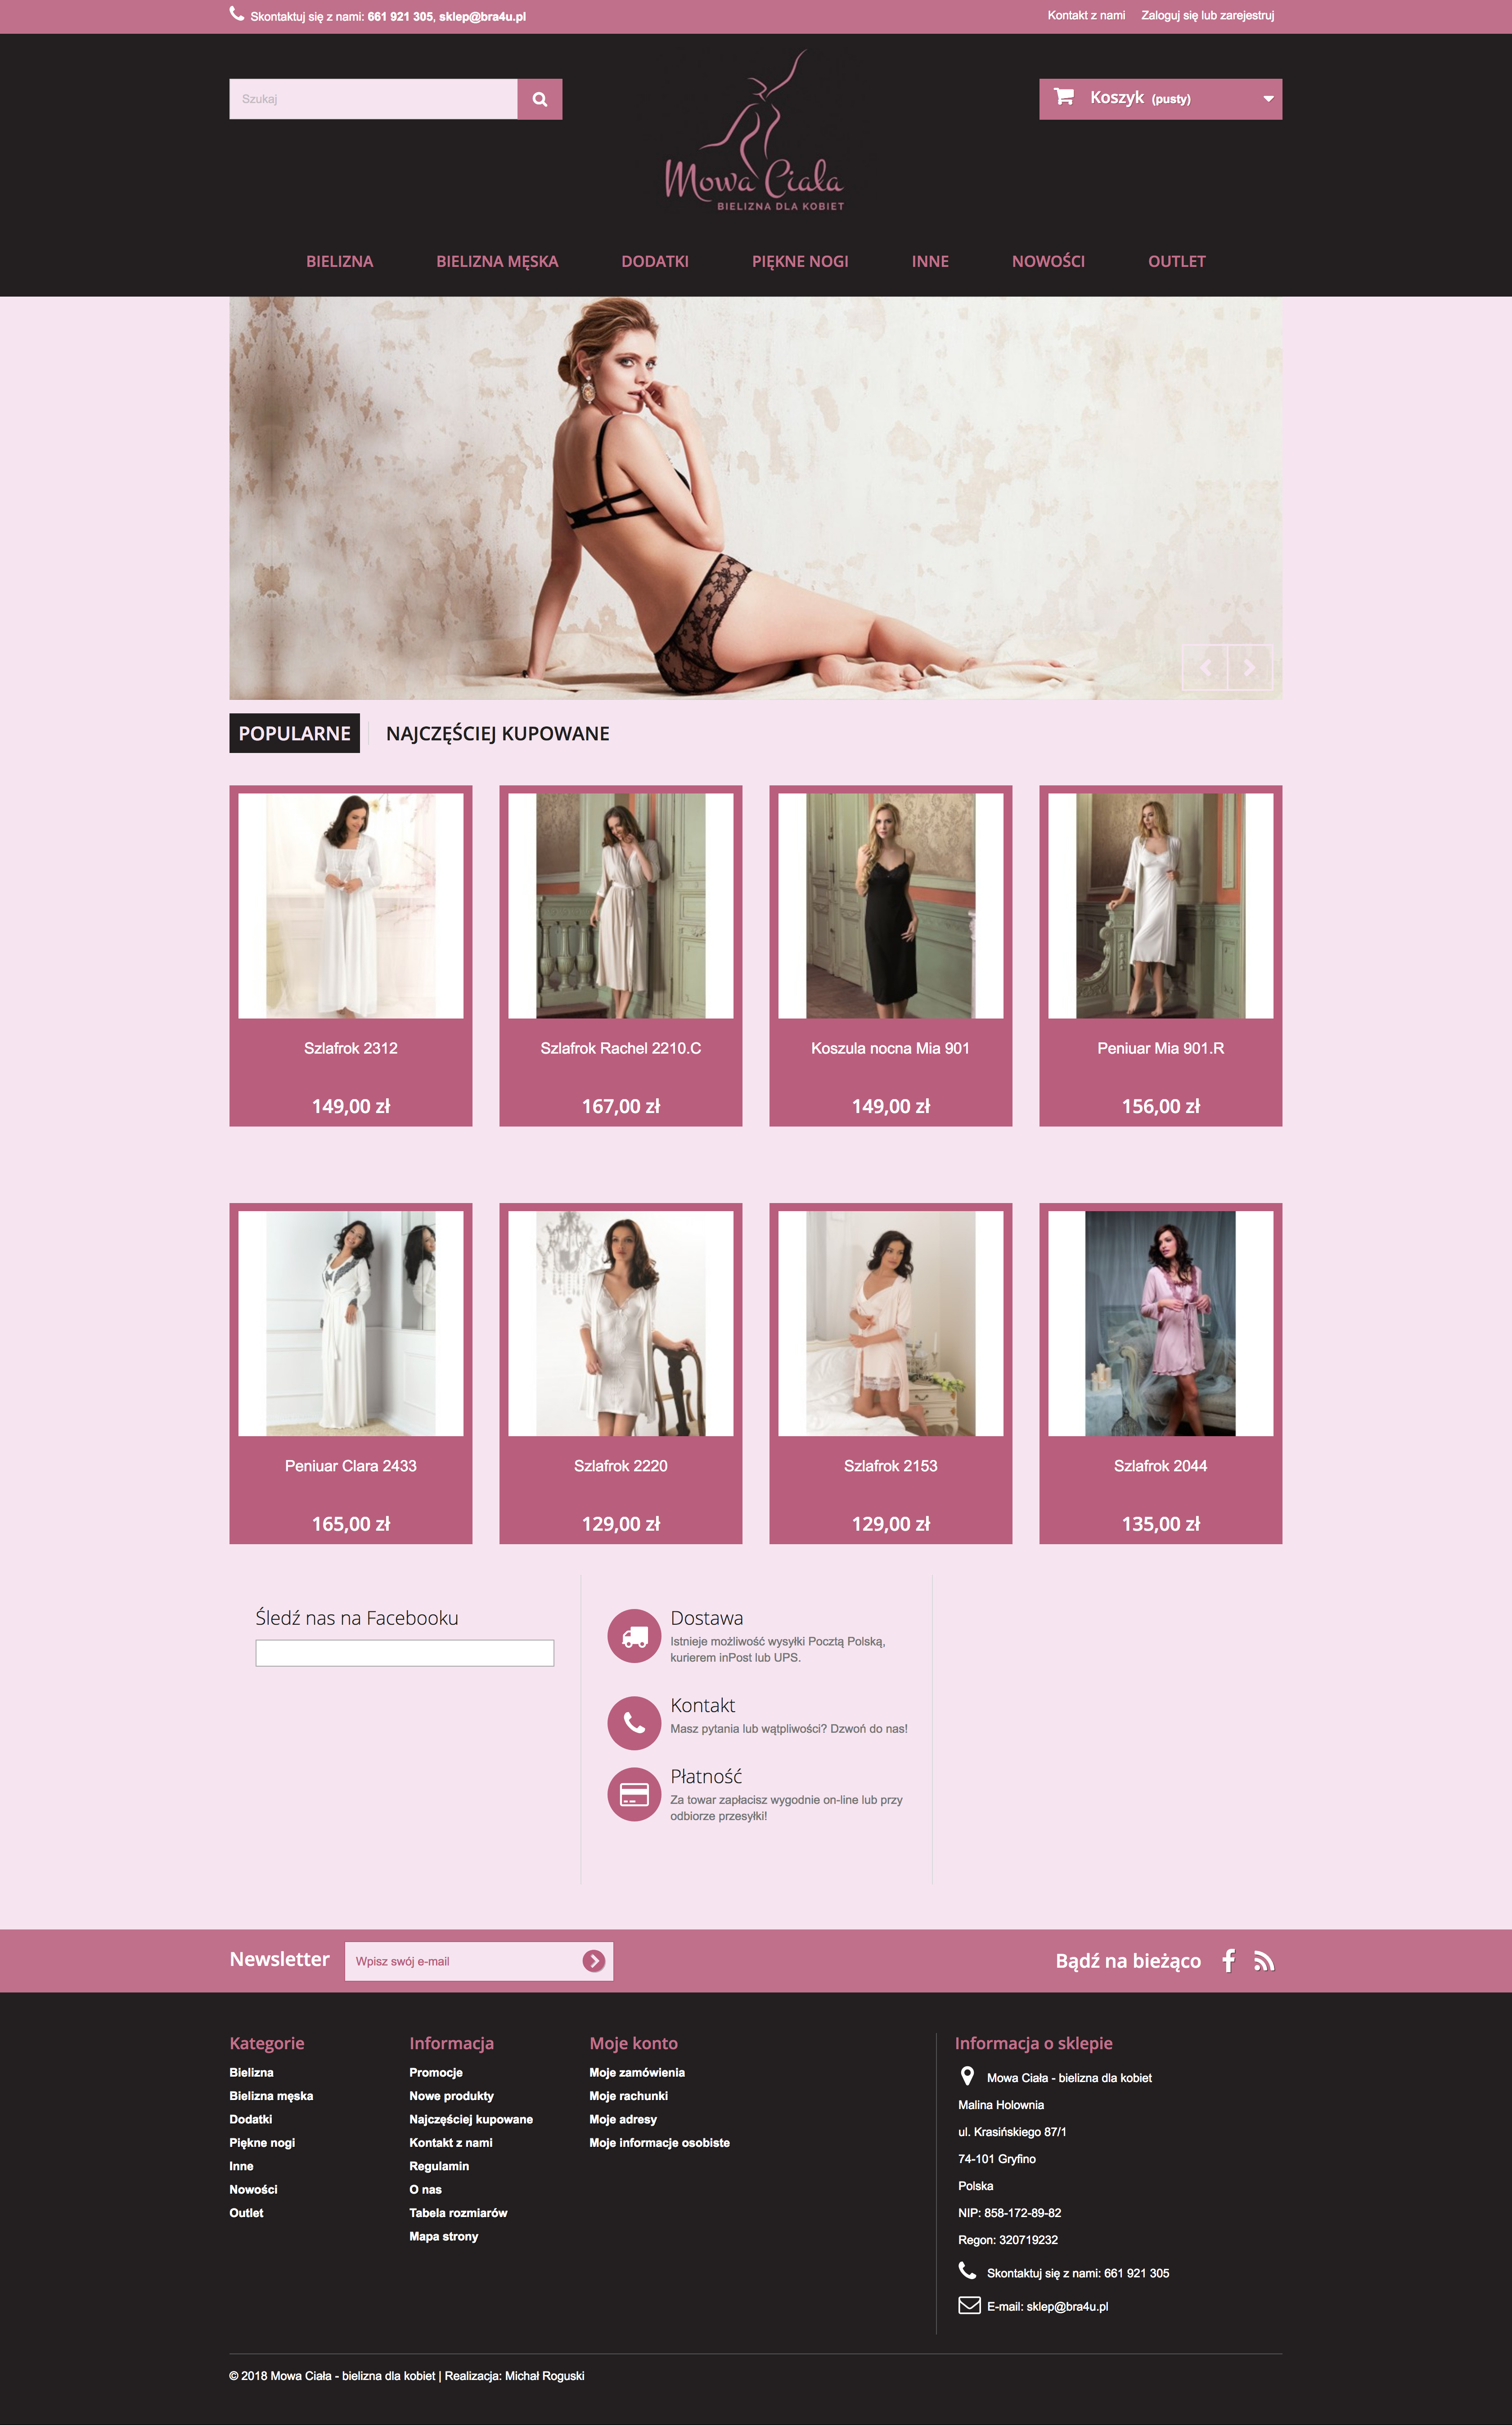 Skontaktuj się z nami: 661 921 305, sklep@bra4u.pl
Kontakt z nami
Zaloguj się lub zarejestruj
Szukaj
Mowa Ciała
BIELIZNA DLA KOBIET
Koszyk (pusty)
BIELIZNA
BIELIZNA MĘSKA
DODATKI
PIĘKNE NOGI
INNE
NOWOŚCI
OUTLET
POPULARNE
NAJCZĘŚCIEJ KUPOWANE
Szlafrok 2312
149,00 zł
Szlafrok Rachel 2210.C
167,00 zł
Koszula nocna Mia 901
149,00 zł
Peniuar Mia 901.R
156,00 zł
Peniuar Clara 2433
165,00 zł
Szlafrok 2220
129,00 zł
Szlafrok 2153
129,00 zł
Szlafrok 2044
135,00 zł
Śledź nas na Facebooku
Dostawa
Istnieje możliwość wysyłki Pocztą Polską,
kurierem inPost lub UPS.
Kontakt
Masz pytania lub wątpliwości? Dzwoń do nas!
Płatność
Za towar zapłacisz wygodnie on-line lub przy
odbiorze przesyłki!
Newsletter
Wpisz swój e-mail
Bądź na bieżąco
Kategorie
Bielizna
Bielizna męska
Dodatki
Piękne nogi
Inne
Nowości
Outlet
Informacja
Promocje
Nowe produkty
Najczęściej kupowane
Kontakt z nami
Regulamin
O nas
Tabela rozmiarów
Mapa strony
Moje konto
Moje zamówienia
Moje rachunki
Moje adresy
Moje informacje osobiste
Informacja o sklepie
Mowa Ciała - bielizna dla kobiet
Malina Holownia
ul. Krasińskiego 87/1
74-101 Gryfino
Polska
NIP: 858-172-89-82
Regon: 320719232
Skontaktuj się z nami: 661 921 305
E-mail: sklep@bra4u.pl
© 2018 Mowa Ciała - bielizna dla kobiet | Realizacja: Michał Roguski